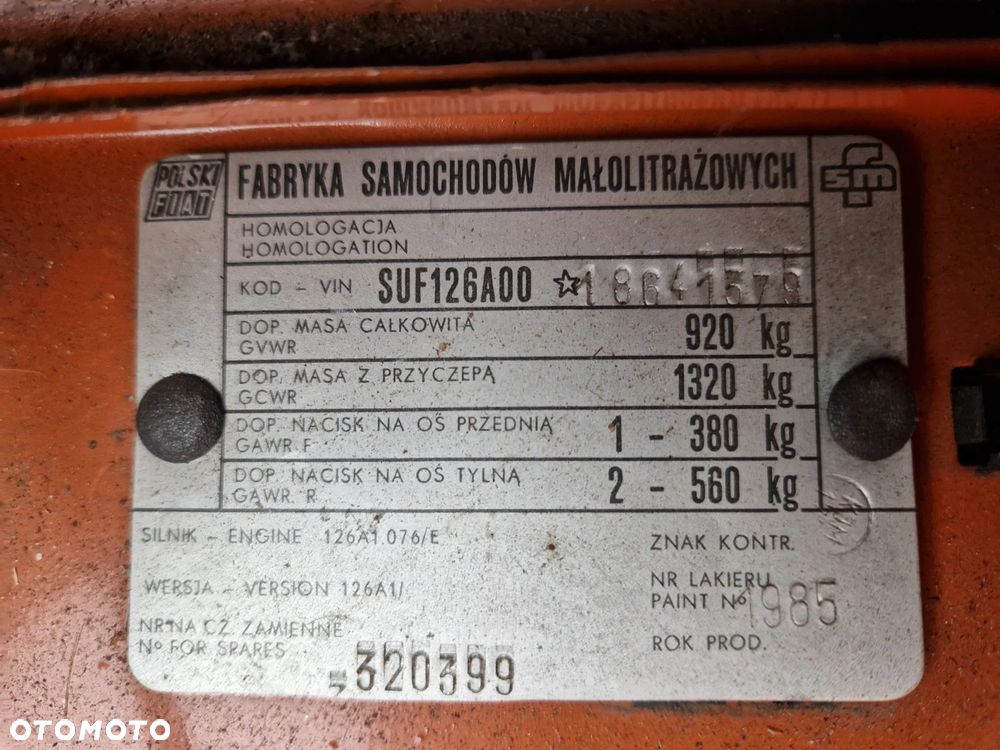 POLSKI FIAT
FABRYKA SAMOCHODÓW MAŁOLITRAŻOWYCH
fsm
HOMOLOGACJA
HOMOLOGATION
KOD - VIN SUF126A00 ☆18641379
DOP. MASA CAŁKOWITA
GVWR
920 kg
DOP. MASA Z PRZYCZEPĄ
GCWR
1320 kg
DOP. NACISK NA OŚ PRZEDNIĄ
GAWR F
1 - 380 kg
DOP. NACISK NA OŚ TYLNĄ
GAWR R
2 - 560 kg
SILNIK - ENGINE 126A1.076/E
ZNAK KONTR.
WERSJA - VERSION 126A1/
NR LAKIERU
PAINT Nº
1985
NR NA CZ ZAMIENNE
Nº FOR SPARES
320399
ROK PROD.
OTOMOTO